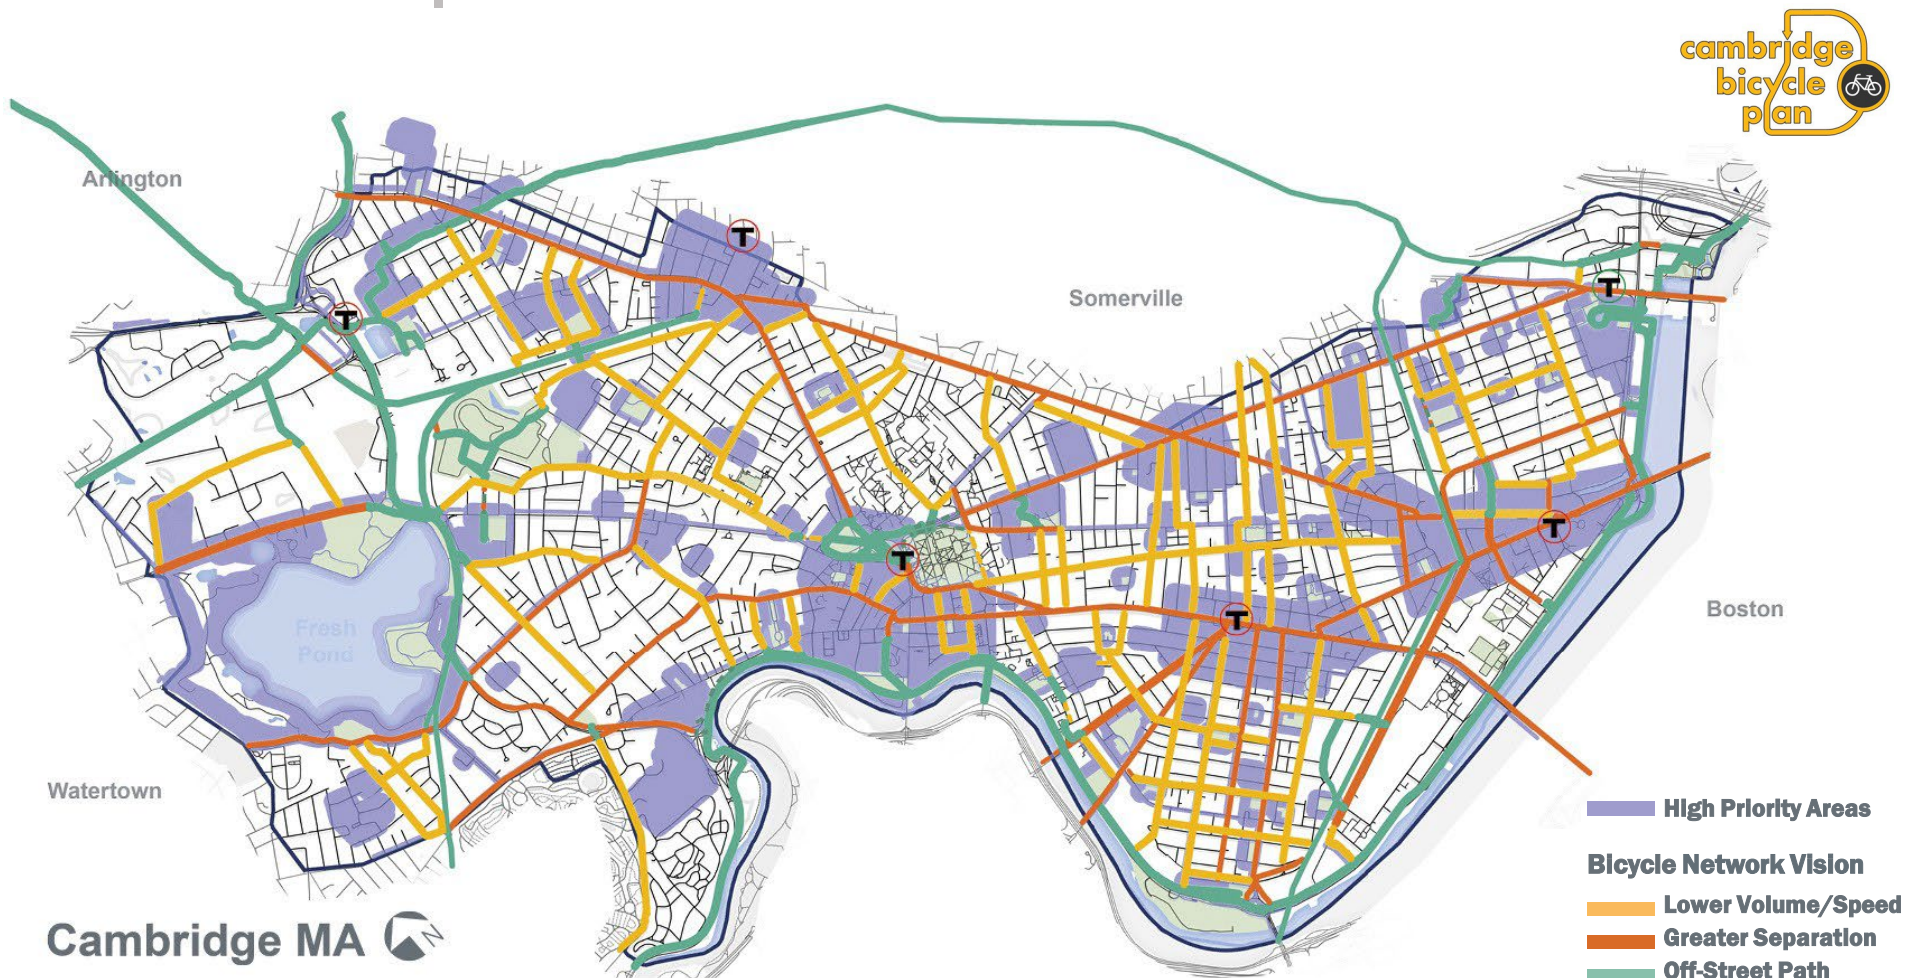 cambridge
bicycle
plan
Arlington
T
T
Somerville
T
T
T
T
Boston
Fresh
Pond
Watertown
High Priority Areas
Bicycle Network Vision
Lower Volume/Speed
Greater Separation
Off-Street Path
Cambridge MA
N